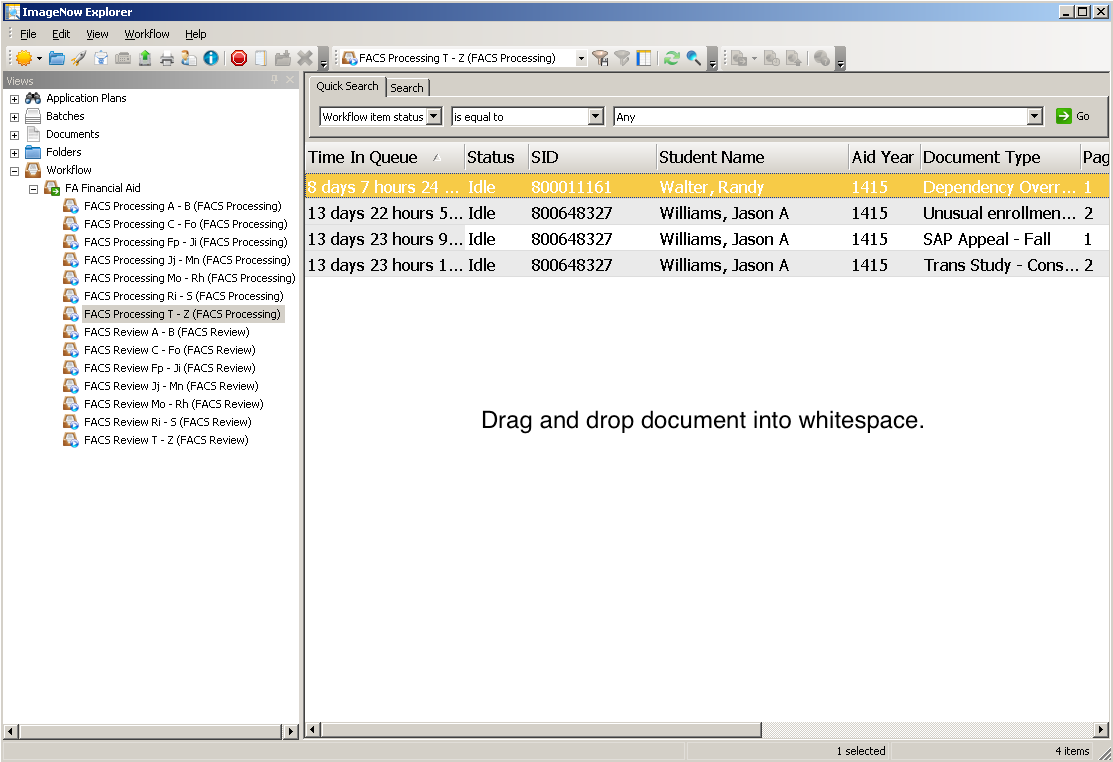 ImageNow Explorer
File Edit View Workflow Help
FACS Processing T - Z (FACS Processing)
Views
Application Plans
Batches
Documents
Folders
Workflow
FA Financial Aid
FACS Processing A - B (FACS Processing)
FACS Processing C - Fo (FACS Processing)
FACS Processing Fp - Ji (FACS Processing)
FACS Processing Jj - Mn (FACS Processing)
FACS Processing Mo - Rh (FACS Processing)
FACS Processing Ri - S (FACS Processing)
FACS Processing T - Z (FACS Processing)
FACS Review A - B (FACS Review)
FACS Review C - Fo (FACS Review)
FACS Review Fp - Ji (FACS Review)
FACS Review Jj - Mn (FACS Review)
FACS Review Mo - Rh (FACS Review)
FACS Review Ri - S (FACS Review)
FACS Review T - Z (FACS Review)
Quick Search Search
Workflow item status is equal to Any Go
Time In Queue Status SID Student Name Aid Year Document Type Pag
8 days 7 hours 24 ... Idle 800011161 Walter, Randy 1415 Dependency Overr... 1
13 days 22 hours 5... Idle 800648327 Williams, Jason A 1415 Unusual enrollmen... 2
13 days 23 hours 9... Idle 800648327 Williams, Jason A 1415 SAP Appeal - Fall 1
13 days 23 hours 1... Idle 800648327 Williams, Jason A 1415 Trans Study - Cons... 2
Drag and drop document into whitespace.
1 selected 4 items